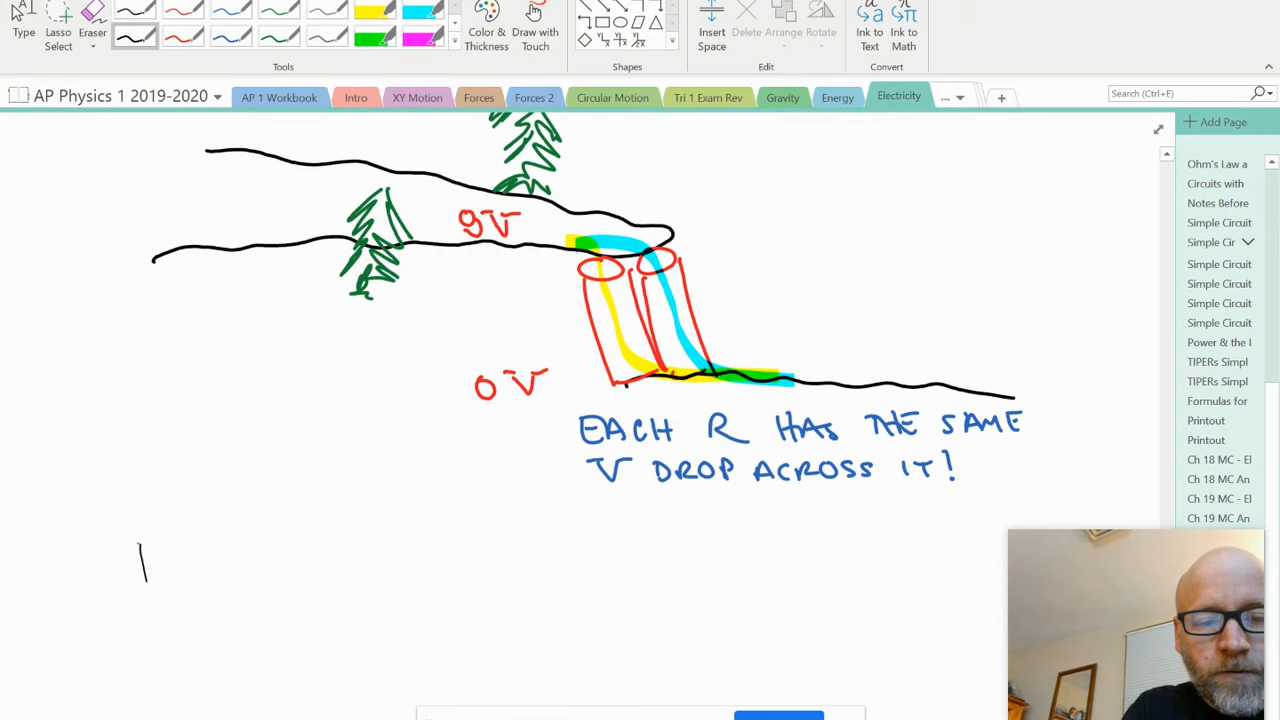 Type
Lasso
Select
Eraser
Color &
Thickness
Draw with
Touch
Insert
Space
Delete
Arrange
Rotate
Ink to
Text
Ink to
Math
Tools
Shapes
Edit
Convert
AP Physics 1 2019-2020
AP 1 Workbook
Intro
XY Motion
Forces
Forces 2
Circular Motion
Tri 1 Exam Rev
Gravity
Energy
Electricity
...
Search (Ctrl+E)
Add Page
Ohm's Law a
Circuits with
Notes Before
Simple Circuit
Simple Cir
Simple Circuit
Simple Circuit
Simple Circuit
Simple Circuit
Power & the I
TIPERs Simpl
TIPERs Simpl
Formulas for
Printout
Printout
Ch 18 MC - El
Ch 18 MC An
Ch 19 MC - El
Ch 19 MC An
9V
0V
EACH R HAS THE SAME
V DROP ACROSS IT!